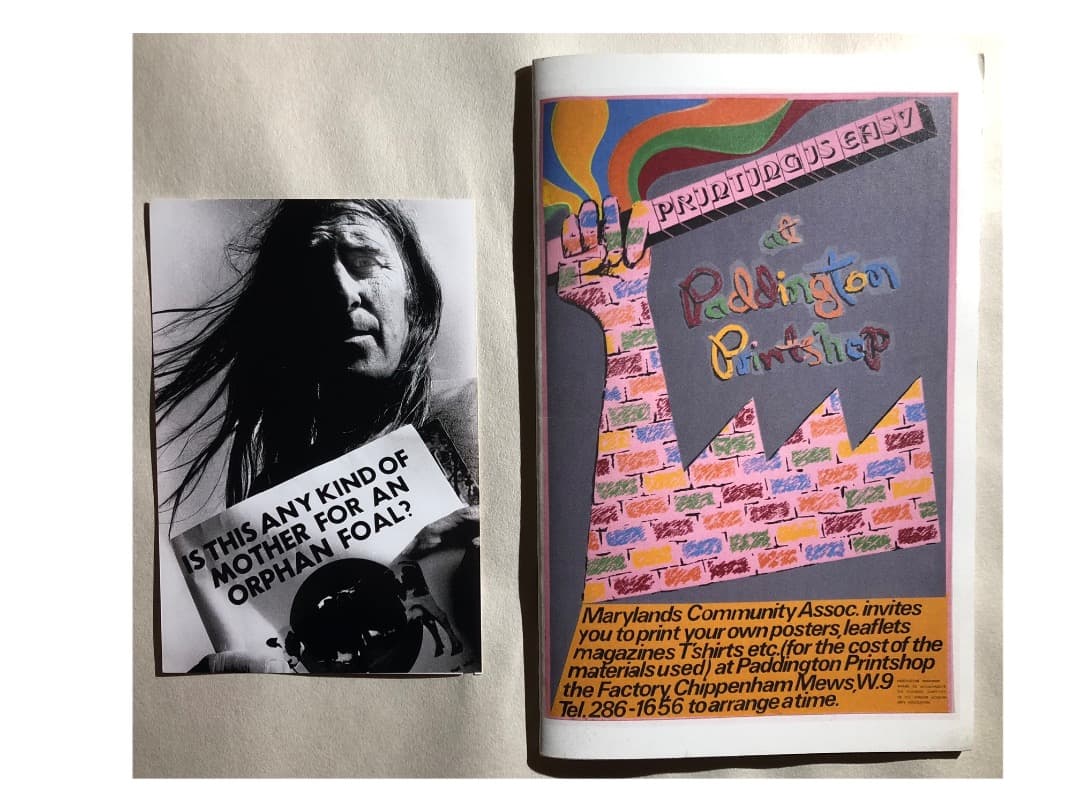 IS THIS ANY KIND OF
MOTHER FOR AN
ORPHAN FOAL?
PRINTING IS EASY
at
Paddington
Printshop
Marylands Community Assoc. invites
you to print your own posters, leaflets
magazines T'shirts etc.(for the cost of the
materials used) at Paddington Printshop
the Factory, Chippenham Mews, W.9
Tel. 286-1656 to arrange a time.